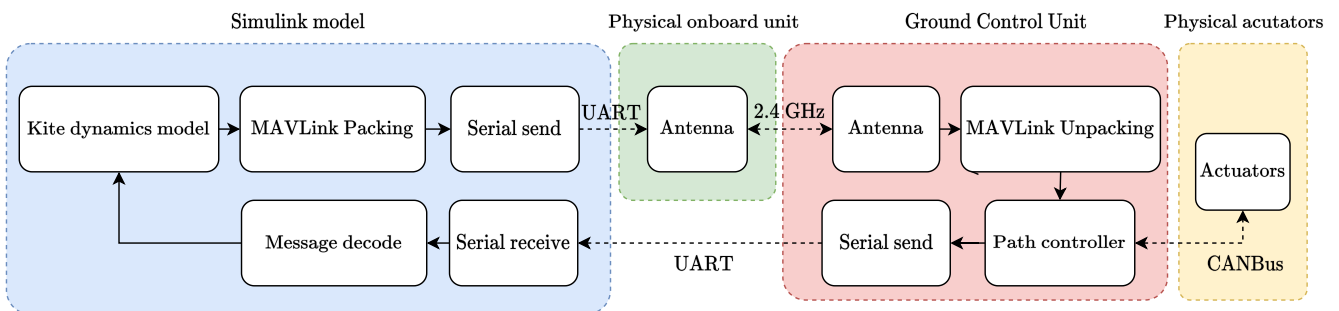 Simulink model
Physical onboard unit
Ground Control Unit
Physical acutators
Kite dynamics model
MAVLink Packing
Serial send
UART
Antenna
2.4 GHz
Antenna
MAVLink Unpacking
Actuators
Message decode
Serial receive
UART
Serial send
Path controller
CANBus